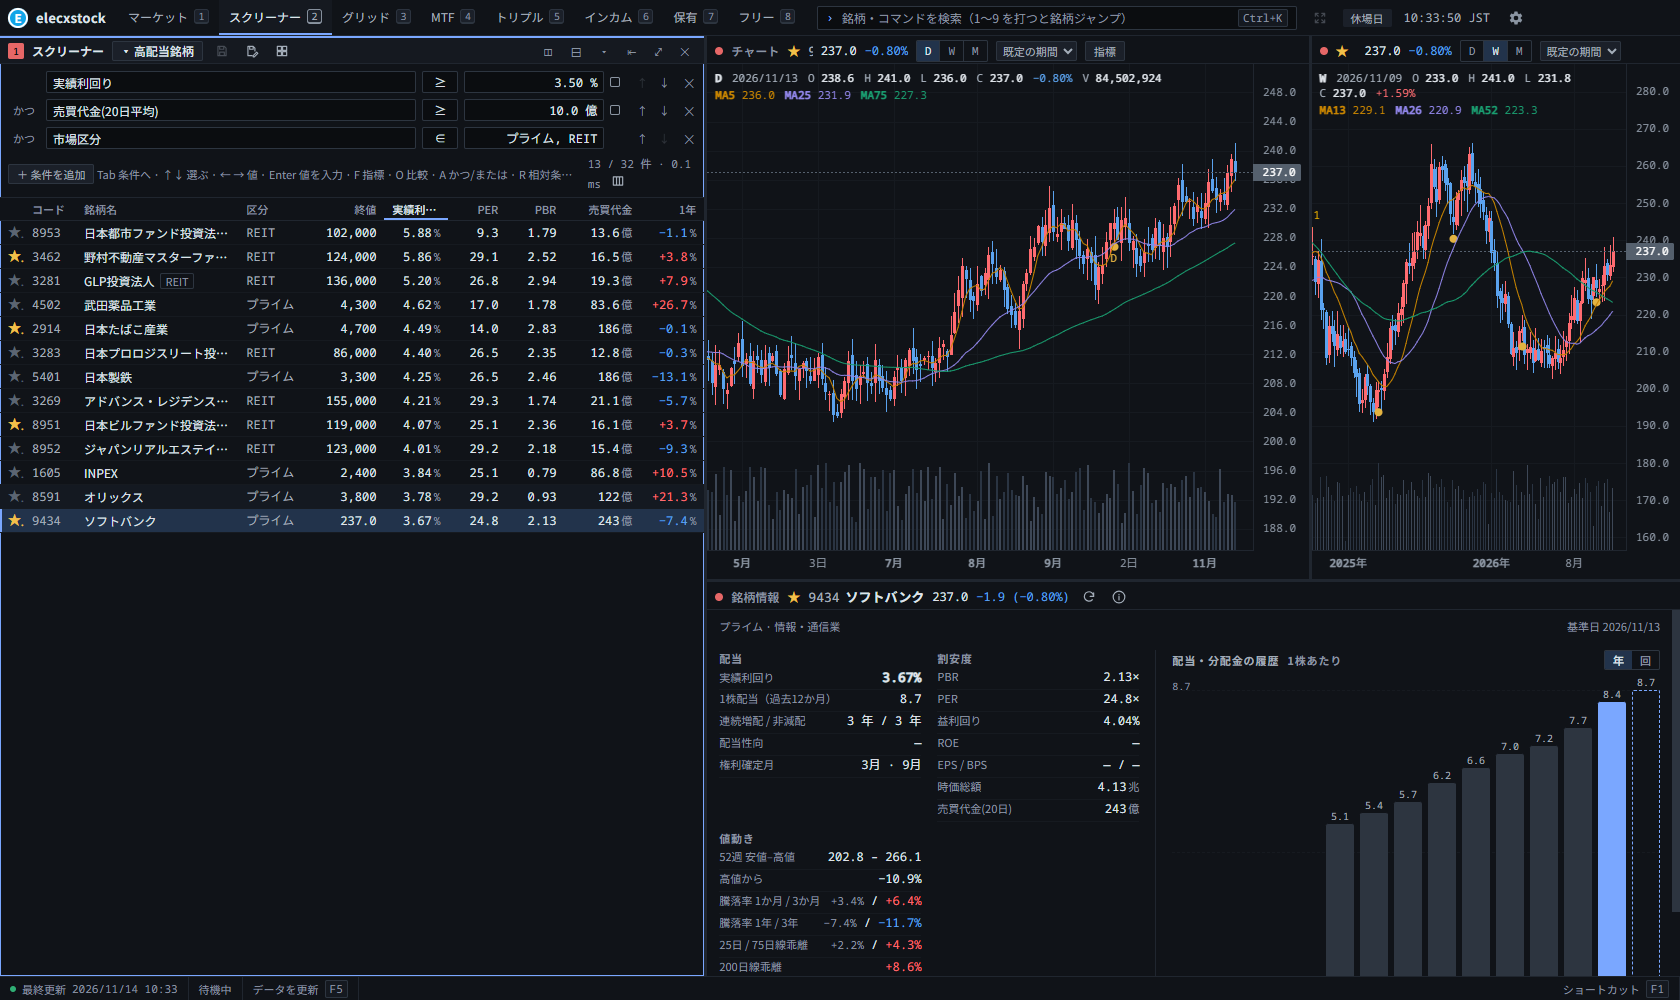 elecxstock マーケット 1 スクリーナー 2 グリッド 3 MTF 4 トリプル 5 インカム 6 保有 7 フリー 8 › 銘柄・コマンドを検索（1〜9 を打つと銘柄ジャンプ） Ctrl+K 休場日 10:33:50 JST
1 スクリーナー 高配当銘柄
実績利回り ≥ 3.50 % ↑ ↓ ×
かつ 売買代金(20日平均) ≥ 10.0 億 ↑ ↓ ×
かつ 市場区分 ∈ プライム, REIT ↑ ↓ ×
＋ 条件を追加 Tab 条件へ · ↑↓ 選ぶ · ←→ 値 · Enter 値を入力 · F 指標 · O 比較 · A かつ/または · R 相対条… 13 / 32 件 · 0.1 ms
コード 銘柄名 区分 終値 実績利… PER PBR 売買代金 1年
8953 日本都市ファンド投資法… REIT 102,000 5.88% 9.3 1.79 13.6億 −1.1%
3462 野村不動産マスターファ… REIT 124,000 5.86% 29.1 2.52 16.5億 +3.8%
3281 GLP投資法人 REIT REIT 136,000 5.20% 26.8 2.94 19.3億 +7.9%
4502 武田薬品工業 プライム 4,300 4.62% 17.0 1.78 83.6億 +26.7%
2914 日本たばこ産業 プライム 4,700 4.49% 14.0 2.83 186億 −0.1%
3283 日本プロロジスリート投… REIT 86,000 4.40% 26.5 2.35 12.8億 −0.3%
5401 日本製鉄 プライム 3,300 4.25% 26.5 2.46 186億 −13.1%
3269 アドバンス・レジデンス… REIT 155,000 4.21% 29.3 1.74 21.1億 −5.7%
8951 日本ビルファンド投資法… REIT 119,000 4.07% 25.1 2.36 16.1億 +3.7%
8952 ジャパンリアルエステイ… REIT 123,000 4.01% 29.2 2.18 15.4億 −9.3%
1605 INPEX プライム 2,400 3.84% 25.1 0.79 86.8億 +10.5%
8591 オリックス プライム 3,800 3.78% 29.2 0.93 122億 +21.3%
9434 ソフトバンク プライム 237.0 3.67% 24.8 2.13 243億 −7.4%
チャート 237.0 −0.80% D W M 既定の期間 指標
D 2026/11/13 O 238.6 H 241.0 L 236.0 C 237.0 −0.80% V 84,502,924
MA5 236.0 MA25 231.9 MA75 227.3
248.0
244.0
240.0
237.0
232.0
228.0
224.0
220.0
216.0
212.0
208.0
204.0
200.0
196.0
192.0
188.0
D
5月 3日 7月 8月 9月 2日 11月
237.0 −0.80% D W M 既定の期間
W 2026/11/09 O 233.0 H 241.0 L 231.8
C 237.0 +1.59%
MA13 229.1 MA26 220.9 MA52 223.3
280.0
270.0
260.0
250.0
240.0
237.0
230.0
220.0
210.0
200.0
190.0
180.0
170.0
160.0
1
2025年 2026年 8月
銘柄情報 9434 ソフトバンク 237.0 −1.9 (−0.80%)
プライム · 情報・通信業 基準日 2026/11/13
配当
実績利回り 3.67%
1株配当（過去12か月） 8.7
連続増配 / 非減配 3 年 / 3 年
配当性向 —
権利確定月 3月 · 9月
割安度
PBR 2.13×
PER 24.8×
益利回り 4.04%
ROE —
EPS / BPS — / —
時価総額 4.13兆
売買代金(20日) 243億
値動き
52週 安値–高値 202.8 – 266.1
高値から −10.9%
騰落率 1か月 / 3か月 +3.4% / +6.4%
騰落率 1年 / 3年 −7.4% / −11.7%
25日 / 75日線乖離 +2.2% / +4.3%
200日線乖離 +8.6%
配当・分配金の履歴 1株あたり 年 回
8.7
5.1 5.4 5.7 6.2 6.6 7.0 7.2 7.7 8.4 8.7
最終更新 2026/11/14 10:33 待機中 データを更新 F5 ショートカット F1